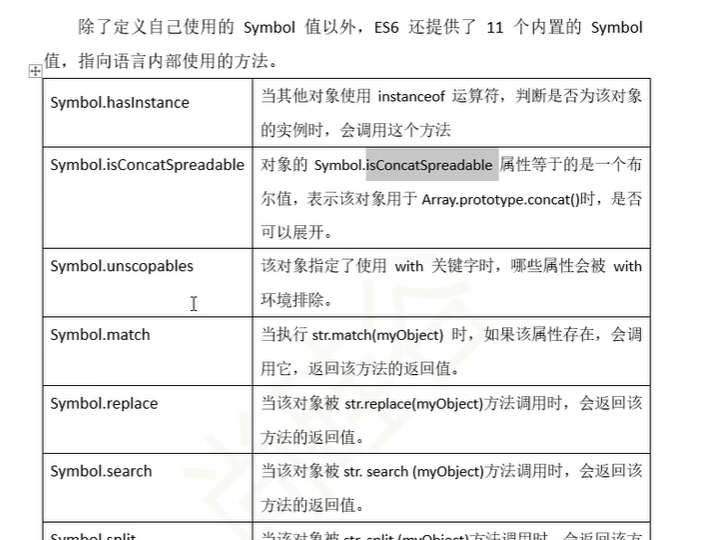 除了定义自己使用的 Symbol 值以外，ES6 还提供了 11 个内置的 Symbol
值，指向语言内部使用的方法。
Symbol.hasInstance
当其他对象使用 instanceof 运算符，判断是否为该对象
的实例时，会调用这个方法
Symbol.isConcatSpreadable
对象的 Symbol.isConcatSpreadable 属性等于的是一个布
尔值，表示该对象用于 Array.prototype.concat()时，是否
可以展开。
Symbol.unscopables
该对象指定了使用 with 关键字时，哪些属性会被 with
环境排除。
Symbol.match
当执行 str.match(myObject) 时，如果该属性存在，会调
用它，返回该方法的返回值。
Symbol.replace
当该对象被 str.replace(myObject)方法调用时，会返回该
方法的返回值。
Symbol.search
当该对象被 str. search (myObject)方法调用时，会返回该
方法的返回值。
Symbol.split
当该对象被 str. split (myObject)方法调用时，会返回该方